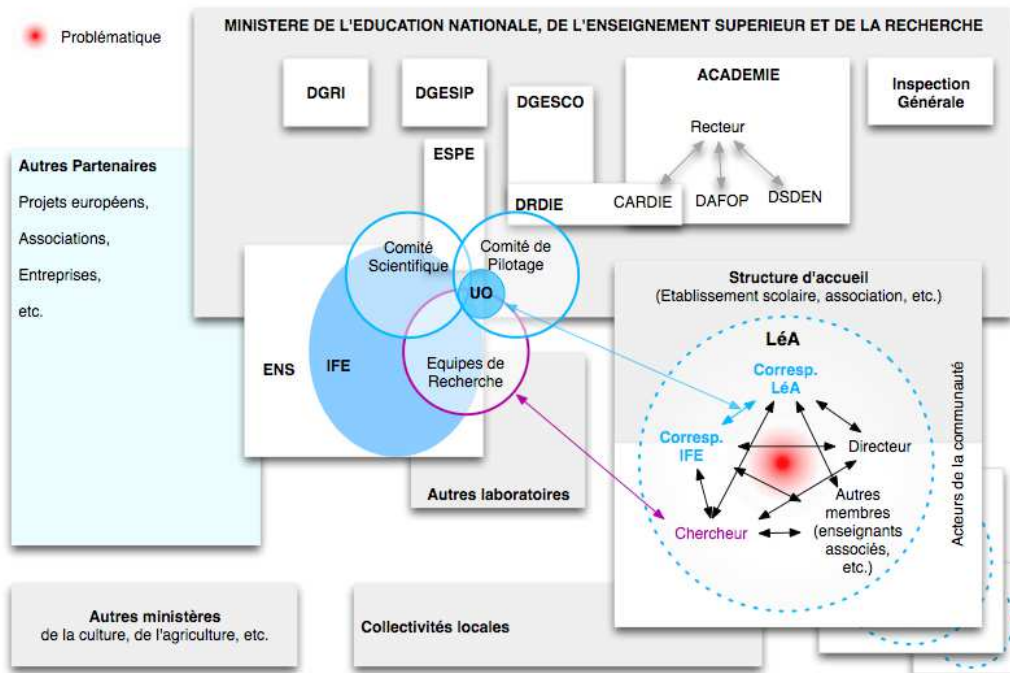 Problématique
MINISTERE DE L'EDUCATION NATIONALE, DE L'ENSEIGNEMENT SUPERIEUR ET DE LA RECHERCHE
DGRI
DGESIP
DGESCO
ACADEMIE
Inspection
Générale
Recteur
ESPE
DRDIE
CARDIE
DAFOP
DSDEN
Autres Partenaires
Projets européens,
Associations,
Entreprises,
etc.
Comité
Scientifique
Comité de
Pilotage
UO
ENS
IFE
Equipes de
Recherche
Autres laboratoires
Structure d'accueil
(Etablissement scolaire, association, etc.)
LéA
Corresp.
LéA
Corresp.
IFE
Directeur
Chercheur
Autres
membres
(enseignants
associés,
etc.)
Acteurs de la communauté
Autres ministères
de la culture, de l'agriculture, etc.
Collectivités locales